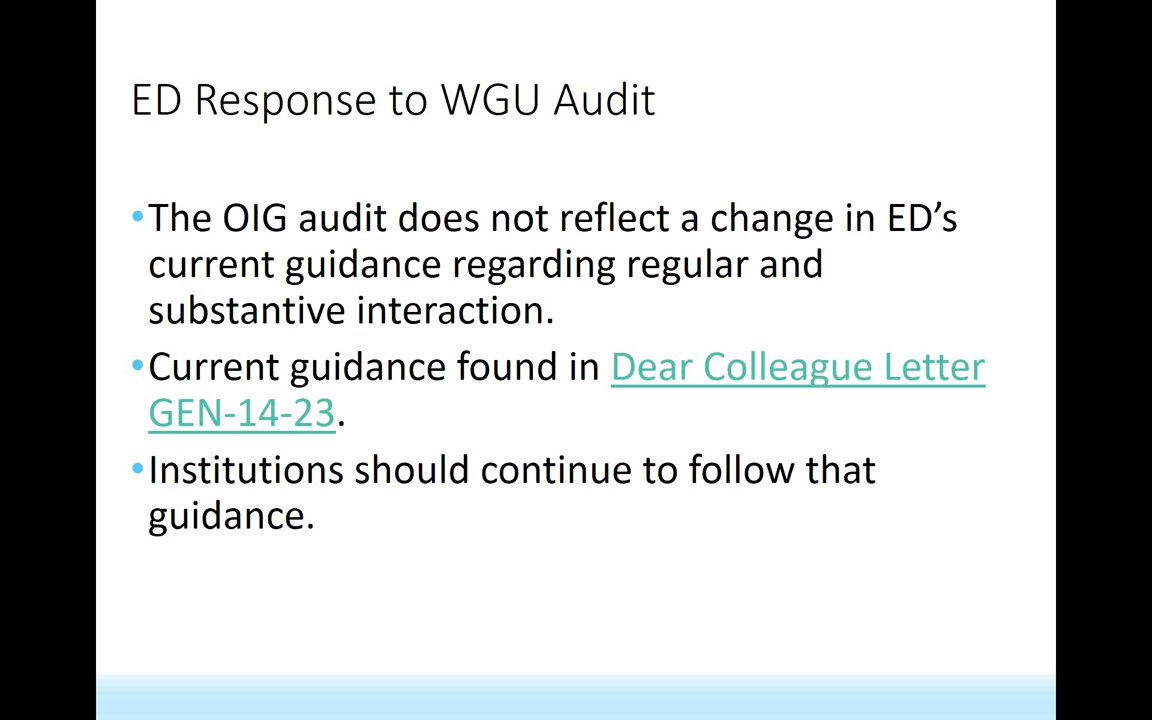 ED Response to WGU Audit
•The OIG audit does not reflect a change in ED’s
current guidance regarding regular and
substantive interaction.
•Current guidance found in Dear Colleague Letter
GEN-14-23.
•Institutions should continue to follow that
guidance.